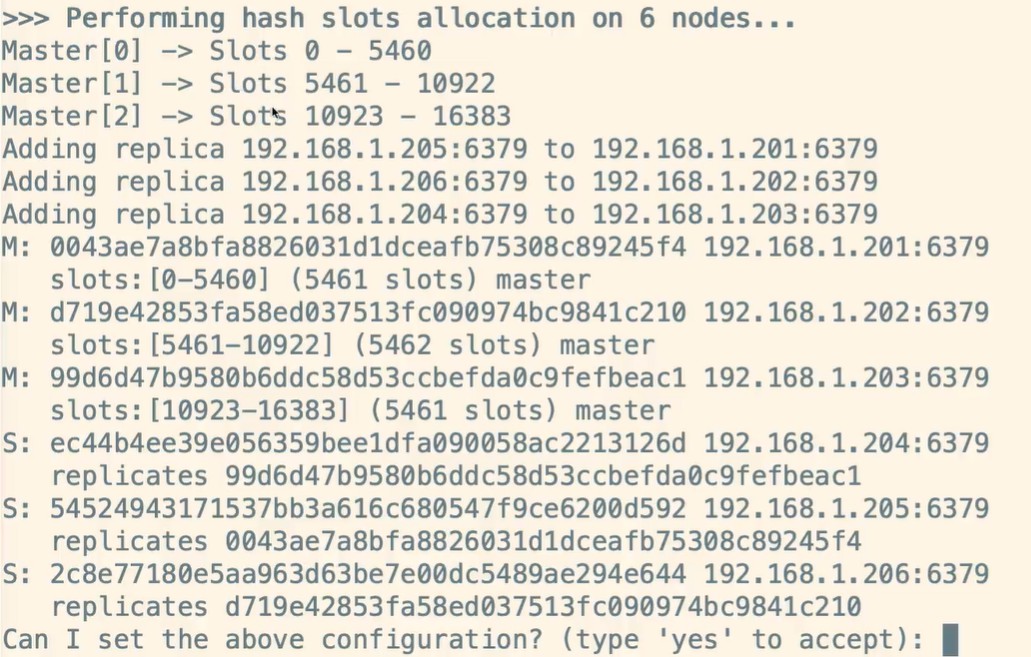 >>> Performing hash slots allocation on 6 nodes...
Master[0] -> Slots 0 - 5460
Master[1] -> Slots 5461 - 10922
Master[2] -> Slots 10923 - 16383
Adding replica 192.168.1.205:6379 to 192.168.1.201:6379
Adding replica 192.168.1.206:6379 to 192.168.1.202:6379
Adding replica 192.168.1.204:6379 to 192.168.1.203:6379
M: 0043ae7a8bfa8826031d1dceafb75308c89245f4 192.168.1.201:6379
   slots:[0-5460] (5461 slots) master
M: d719e42853fa58ed037513fc090974bc9841c210 192.168.1.202:6379
   slots:[5461-10922] (5462 slots) master
M: 99d6d47b9580b6ddc58d53ccbefda0c9fefbeac1 192.168.1.203:6379
   slots:[10923-16383] (5461 slots) master
S: ec44b4ee39e056359bee1dfa090058ac2213126d 192.168.1.204:6379
   replicates 99d6d47b9580b6ddc58d53ccbefda0c9fefbeac1
S: 54524943171537bb3a616c680547f9ce6200d592 192.168.1.205:6379
   replicates 0043ae7a8bfa8826031d1dceafb75308c89245f4
S: 2c8e77180e5aa963d63be7e00dc5489ae294e644 192.168.1.206:6379
   replicates d719e42853fa58ed037513fc090974bc9841c210
Can I set the above configuration? (type 'yes' to accept):